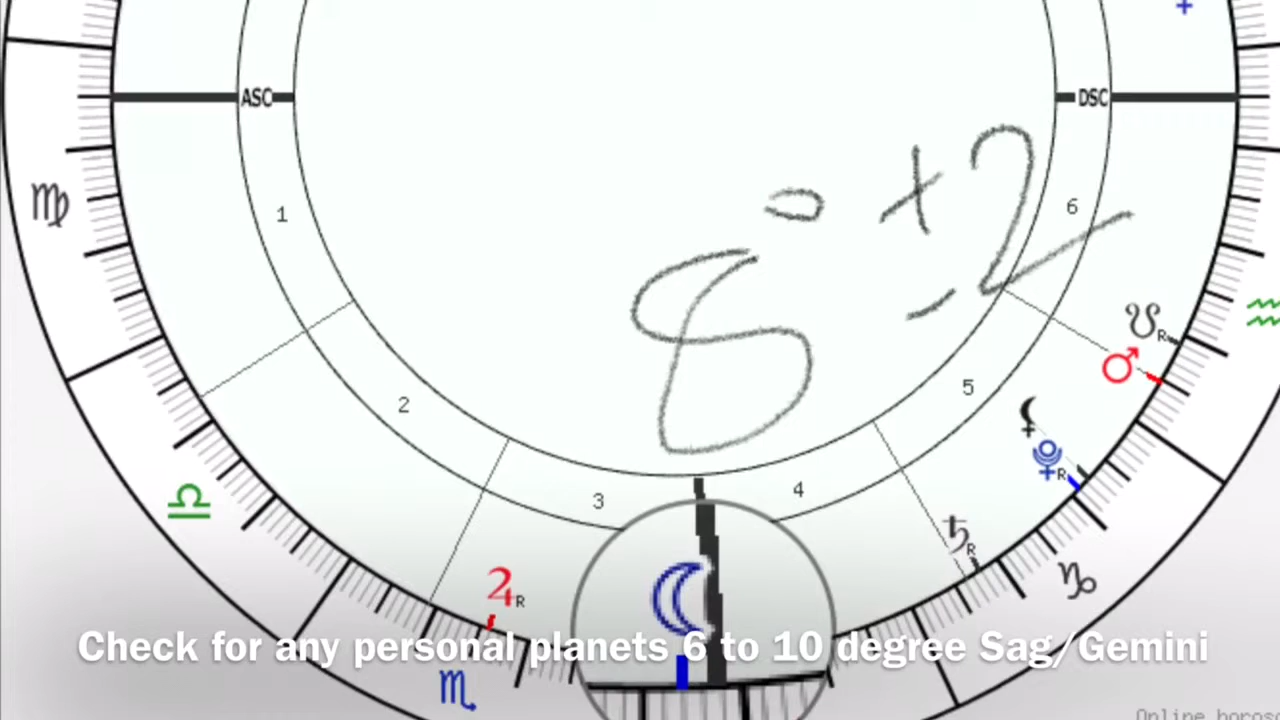 ASC
DSC
1
6
8° +2
-
5
2
4
3
R
R
R
R
Check for any personal planets 6 to 10 degree Sag/Gemini